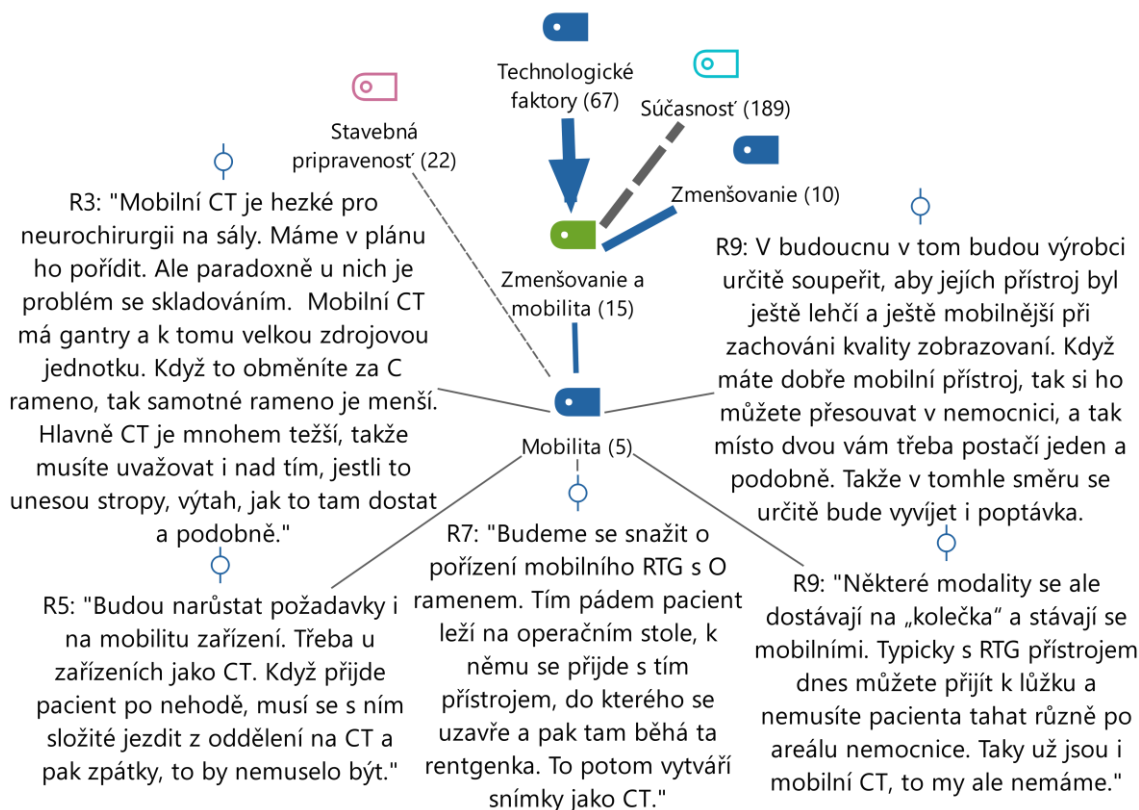 Technologické
faktory (67)
Súčasnosť (189)
Stavebná
pripravenosť (22)
Zmenšovanie (10)
Zmenšovanie a
mobilita (15)
Mobilita (5)
R3: "Mobilní CT je hezké pro
neurochirurgii na sály. Máme v plánu
ho pořídit. Ale paradoxně u nich je
problém se skladováním.  Mobilní CT
má gantry a k tomu velkou zdrojovou
jednotku. Když to obměníte za C
rameno, tak samotné rameno je menší.
Hlavně CT je mnohem težší, takže
musíte uvažovat i nad tím, jestli to
unesou stropy, výtah, jak to tam dostat
a podobně."
R9: V budoucnu v tom budou výrobci
určitě soupeřit, aby jejích přístroj byl
ještě lehčí a ještě mobilnější při
zachováni kvality zobrazovaní. Když
máte dobře mobilní přístroj, tak si ho
můžete přesouvat v nemocnici, a tak
místo dvou vám třeba postačí jeden a
podobně. Takže v tomhle směru se
určitě bude vyvíjet i poptávka.
R5: "Budou narůstat požadavky i
na mobilitu zařízení. Třeba u
zařízeních jako CT. Když přijde
pacient po nehodě, musí se s ním
složité jezdit z oddělení na CT a
pak zpátky, to by nemuselo být."
R7: "Budeme se snažit o
pořízení mobilního RTG s O
ramenem. Tím pádem pacient
leží na operačním stole, k
němu se přijde s tím
přístrojem, do kterého se
uzavře a pak tam běhá ta
rentgenka. To potom vytváří
snímky jako CT."
R9: "Některé modality se ale
dostávají na „kolečka“ a stávají se
mobilními. Typicky s RTG přístrojem
dnes můžete přijít k lůžku a
nemusíte pacienta tahat různě po
areálu nemocnice. Taky už jsou i
mobilní CT, to my ale nemáme."